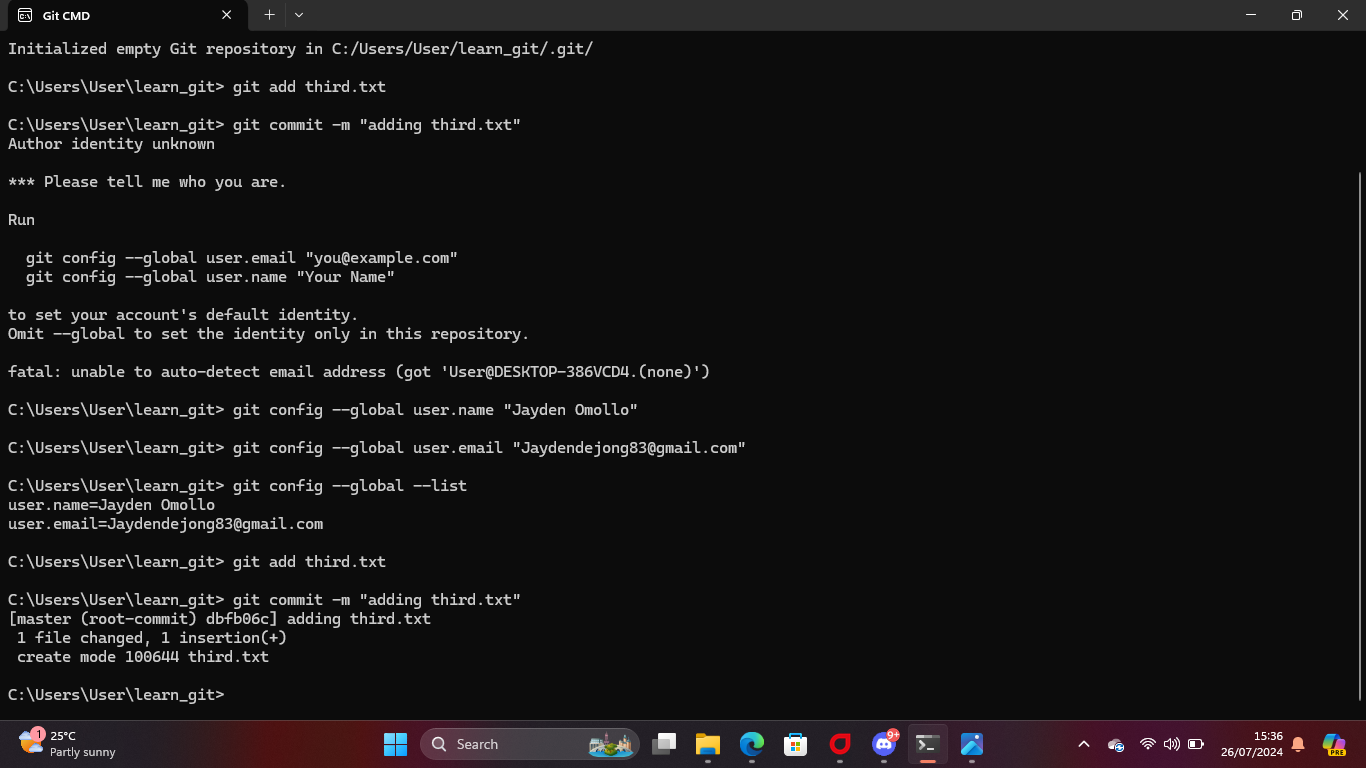 Git CMD
Initialized empty Git repository in C:/Users/User/learn_git/.git/
C:\Users\User\learn_git> git add third.txt
C:\Users\User\learn_git> git commit -m "adding third.txt"
Author identity unknown
*** Please tell me who you are.
Run
git config --global user.email "you@example.com"
git config --global user.name "Your Name"
to set your account's default identity.
Omit --global to set the identity only in this repository.
fatal: unable to auto-detect email address (got 'User@DESKTOP-386VCD4.(none)')
C:\Users\User\learn_git> git config --global user.name "Jayden Omollo"
C:\Users\User\learn_git> git config --global user.email "Jaydendejong83@gmail.com"
C:\Users\User\learn_git> git config --global --list
user.name=Jayden Omollo
user.email=Jaydendejong83@gmail.com
C:\Users\User\learn_git> git add third.txt
C:\Users\User\learn_git> git commit -m "adding third.txt"
[master (root-commit) dbfb06c] adding third.txt
1 file changed, 1 insertion(+)
create mode 100644 third.txt
C:\Users\User\learn_git>
1
25°C
Partly sunny
Search
9+
15:36
26/07/2024
PRE